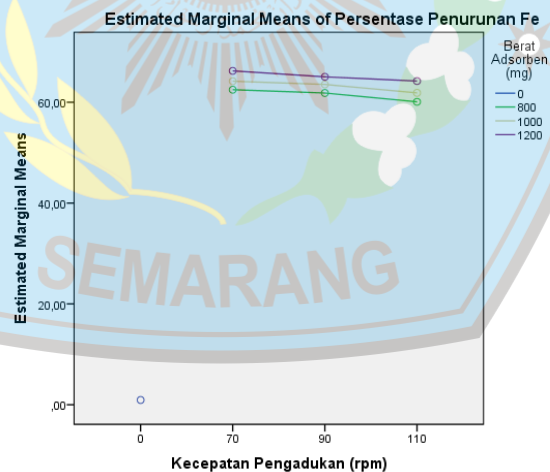 Estimated Marginal Means of Persentase Penurunan Fe
Berat
Adsorben
(mg)
0
800
1000
1200
Estimated Marginal Means
60,00
40,00
20,00
,00
SEMARANG
0 70 90 110
Kecepatan Pengadukan (rpm)